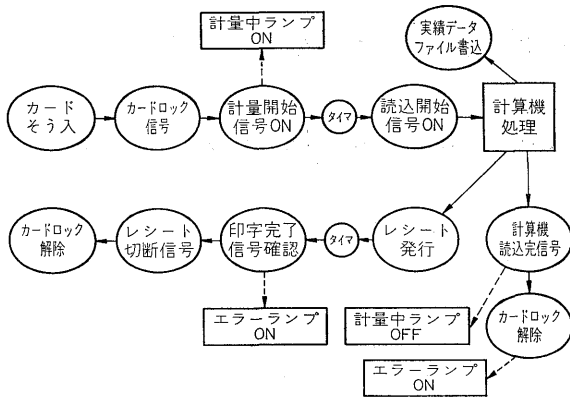 計量中ランプ
ON
実績データ
ファイル書込
カード
そう入
カードロック
信号
計量開始
信号ON
タイマ
読込開始
信号ON
計算機
処理
カードロック
解除
レシート
切断信号
印字完了
信号確認
タイマ
レシート
発行
計算機
読込完信号
エラーランプ
ON
計量中ランプ
OFF
カードロック
解除
エラーランプ
ON